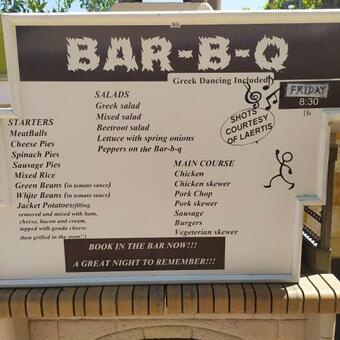 BAR-B-Q
Greek Dancing Included
FRIDAY
8:30
SHOTS
COURTESY
OF LAERTIS
SALADS
Greek salad
Mixed salad
Beetroot salad
Lettuce with spring onions
Peppers on the Bar-b-q
STARTERS
MeatBalls
Cheese Pies
Spinach Pies
Sausage Pies
Mixed Rice
Green Beans (in tomato sauce)
White Beans (in tomato sauce)
Jacket Potatoes(filling
removed and mixed with ham,
cheese, bacon and cream,
topped with gouda cheese
then grilled in the oven!!)
MAIN COURSE
Chicken
Chicken skewer
Pork Chop
Pork skewer
Sausage
Burgers
Vegeterian skewer
BOOK IN THE BAR NOW!!!
A GREAT NIGHT TO REMEMBER!!!